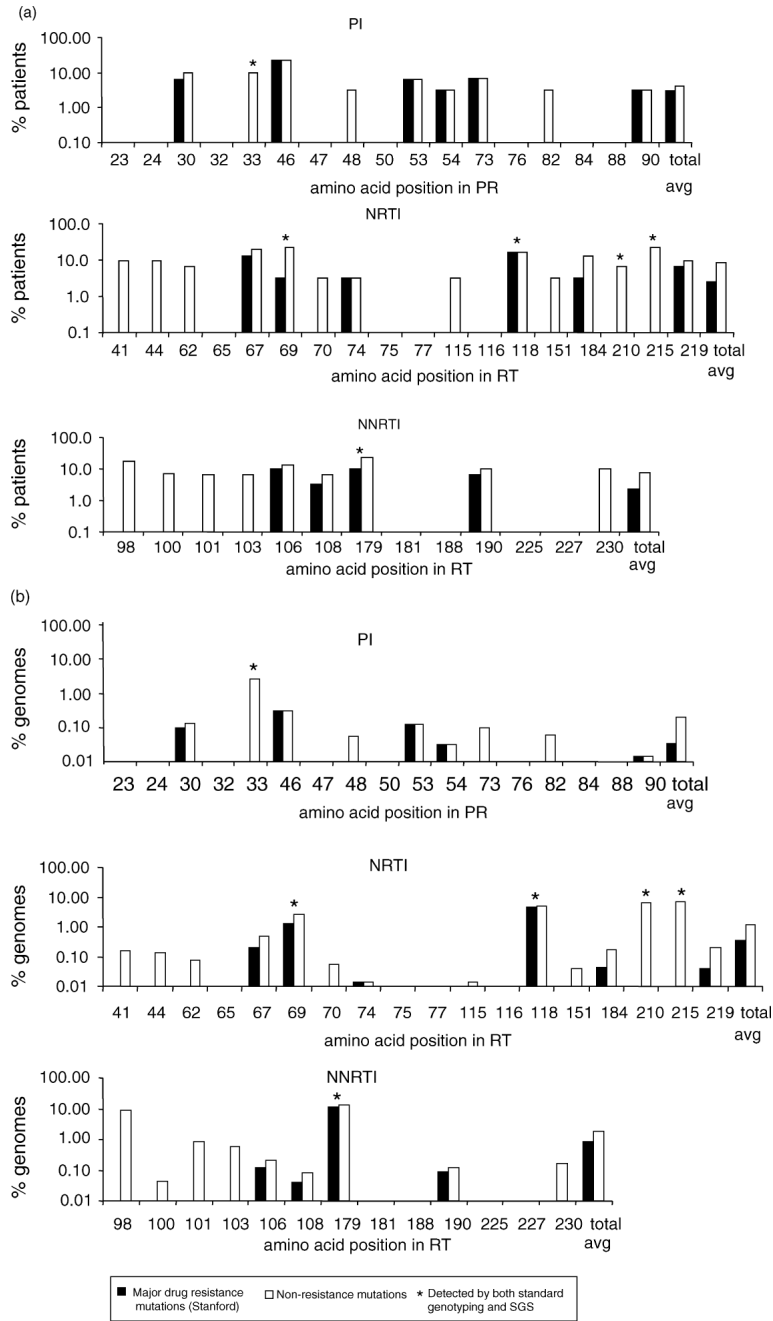 (a)
PI
100.00
10.00
1.00
0.10
% patients
*
23 24 30 32 33 46 47 48 50 53 54 73 76 82 84 88 90 total
avg
amino acid position in PR
NRTI
100.0
10.0
1.0
0.1
% patients
* * * *
41 44 62 65 67 69 70 74 75 77 115 116 118 151 184 210 215 219 total
avg
amino acid position in RT
NNRTI
100.0
10.0
1.0
0.1
% patients
*
98 100 101 103 106 108 179 181 188 190 225 227 230 total
avg
amino acid position in RT
(b)
PI
100.00
10.00
1.00
0.10
0.01
% genomes
*
23 24 30 32 33 46 47 48 50 53 54 73 76 82 84 88 90 total
avg
amino acid position in PR
NRTI
100.00
10.00
1.00
0.10
0.01
% genomes
* * * *
41 44 62 65 67 69 70 74 75 77 115 116 118 151 184 210 215 219 total
avg
amino acid position in RT
NNRTI
100.00
10.00
1.00
0.10
0.01
% genomes
*
98 100 101 103 106 108 179 181 188 190 225 227 230 total
avg
amino acid position in RT
Major drug resistance
mutations (Stanford)
Non-resistance mutations
* Detected by both standard
genotyping and SGS